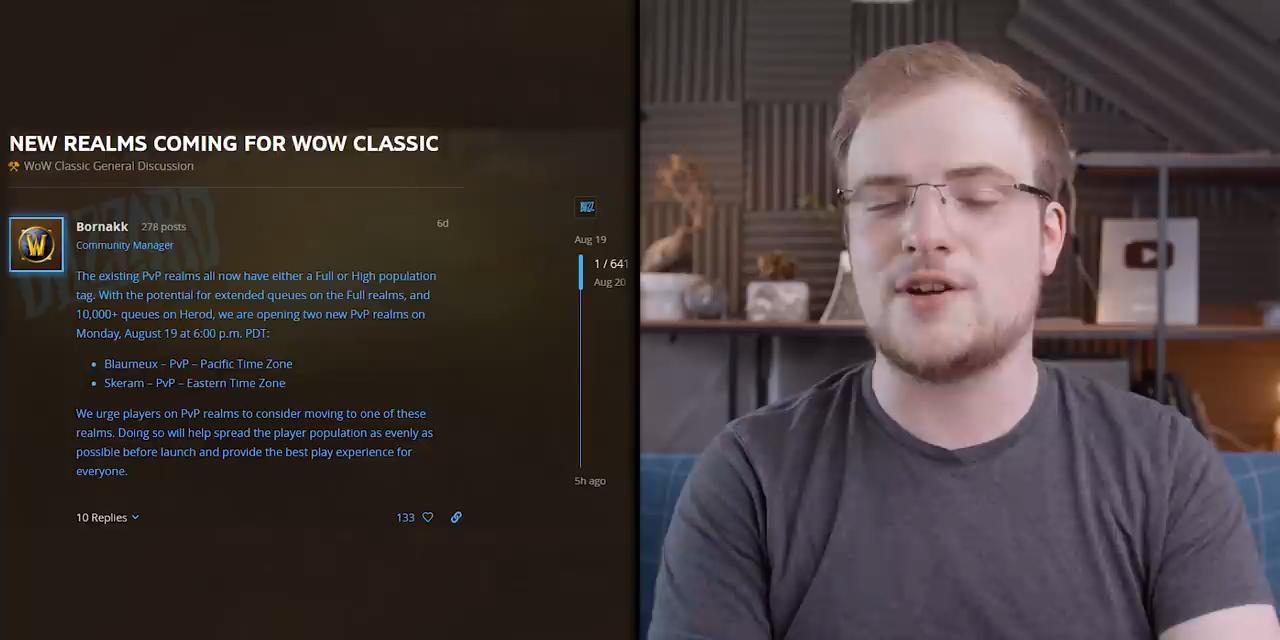 NEW REALMS COMING FOR WOW CLASSIC
WoW Classic General Discussion
Bornakk 278 posts 6d
Community Manager
The existing PvP realms all now have either a Full or High population
tag. With the potential for extended queues on the Full realms, and
10,000+ queues on Herod, we are opening two new PvP realms on
Monday, August 19 at 6:00 p.m. PDT:
• Blaumeux – PvP – Pacific Time Zone
• Skeram – PvP – Eastern Time Zone
We urge players on PvP realms to consider moving to one of these
realms. Doing so will help spread the player population as evenly as
possible before launch and provide the best play experience for
everyone.
10 Replies 133
BLIZZ
Aug 19
1 / 641
Aug 20
5h ago
BLIZZARD
W